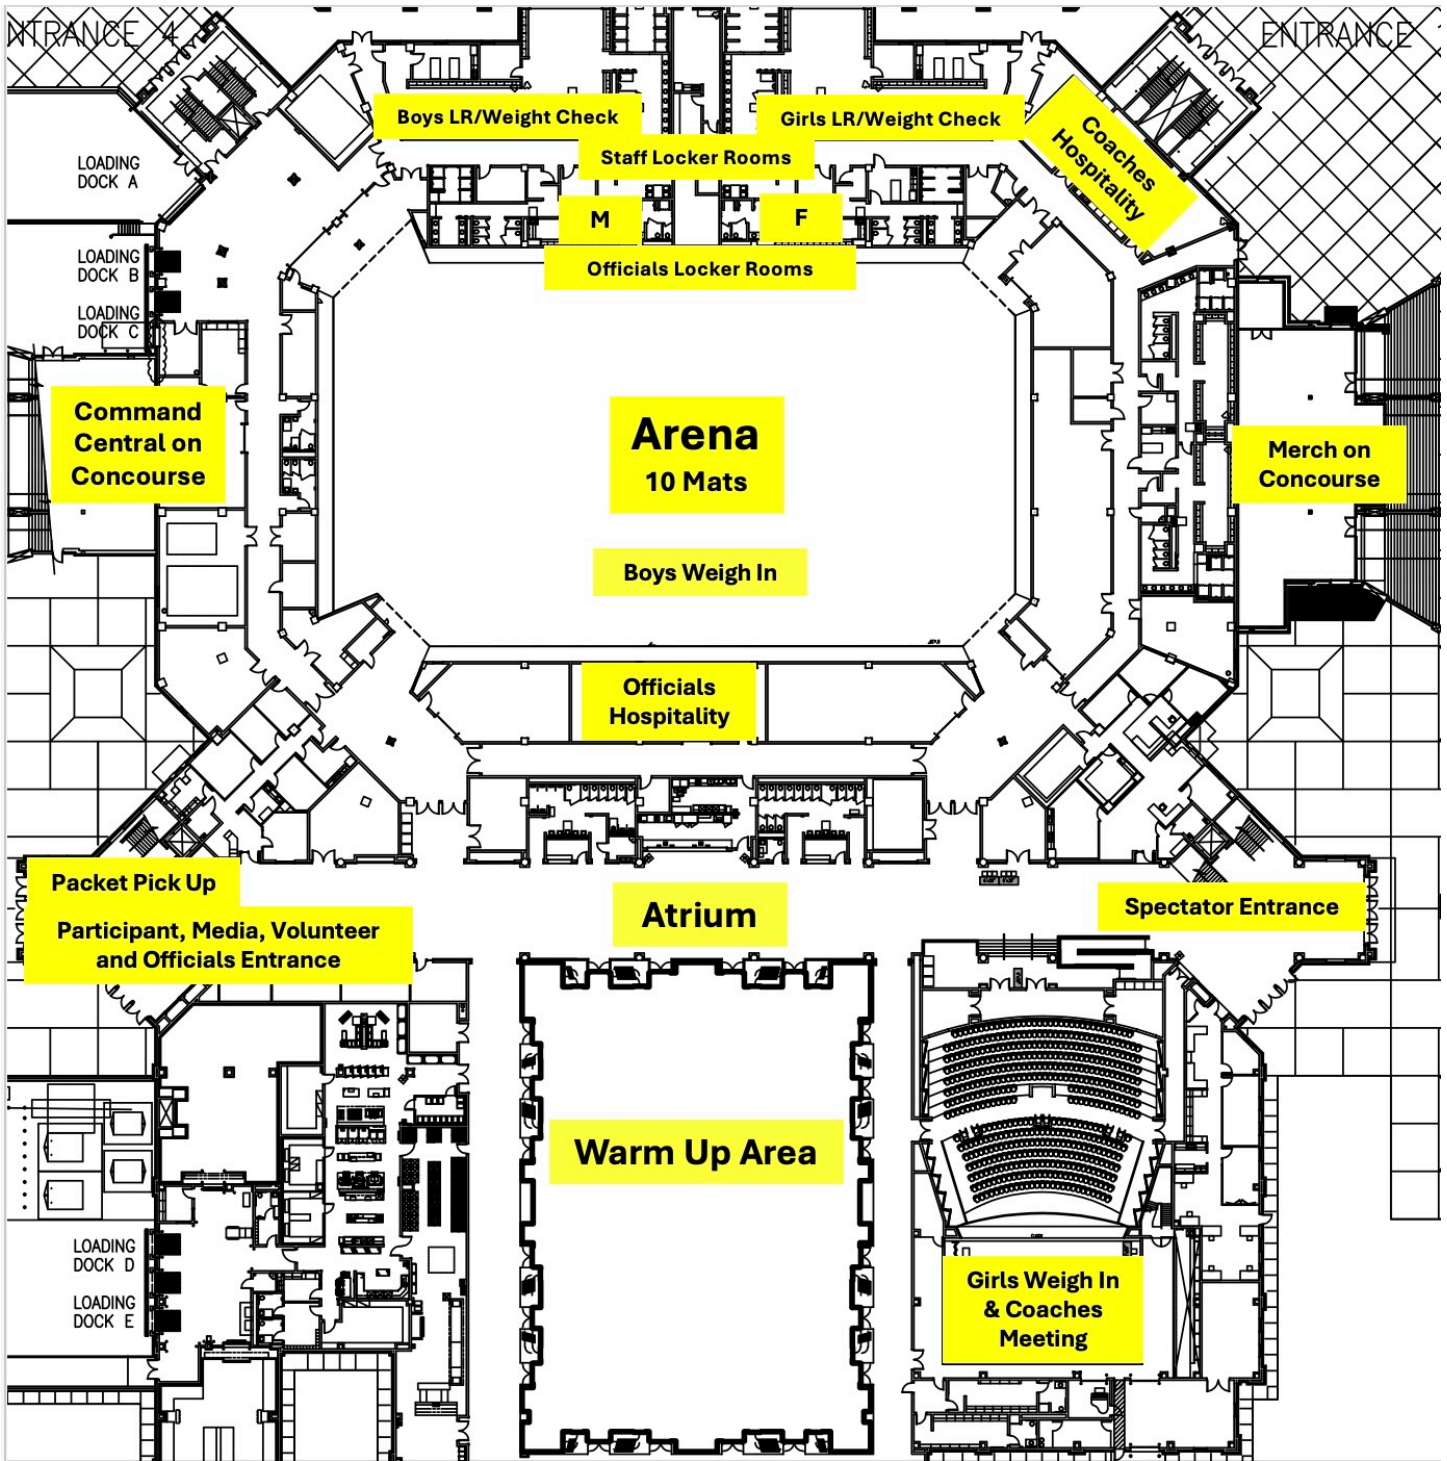 NTRANCE 4
ENTRANCE
Boys LR/Weight Check
Girls LR/Weight Check
Coaches
Hospitality
Staff Locker Rooms
LOADING
DOCK A
M
F
LOADING
DOCK B
Officials Locker Rooms
LOADING
DOCK C
Command
Central on
Concourse
Arena
10 Mats
Merch on
Concourse
Boys Weigh In
Officials
Hospitality
Packet Pick Up
Participant, Media, Volunteer
and Officials Entrance
Atrium
Spectator Entrance
Warm Up Area
LOADING
DOCK D
LOADING
DOCK E
Girls Weigh In
& Coaches
Meeting